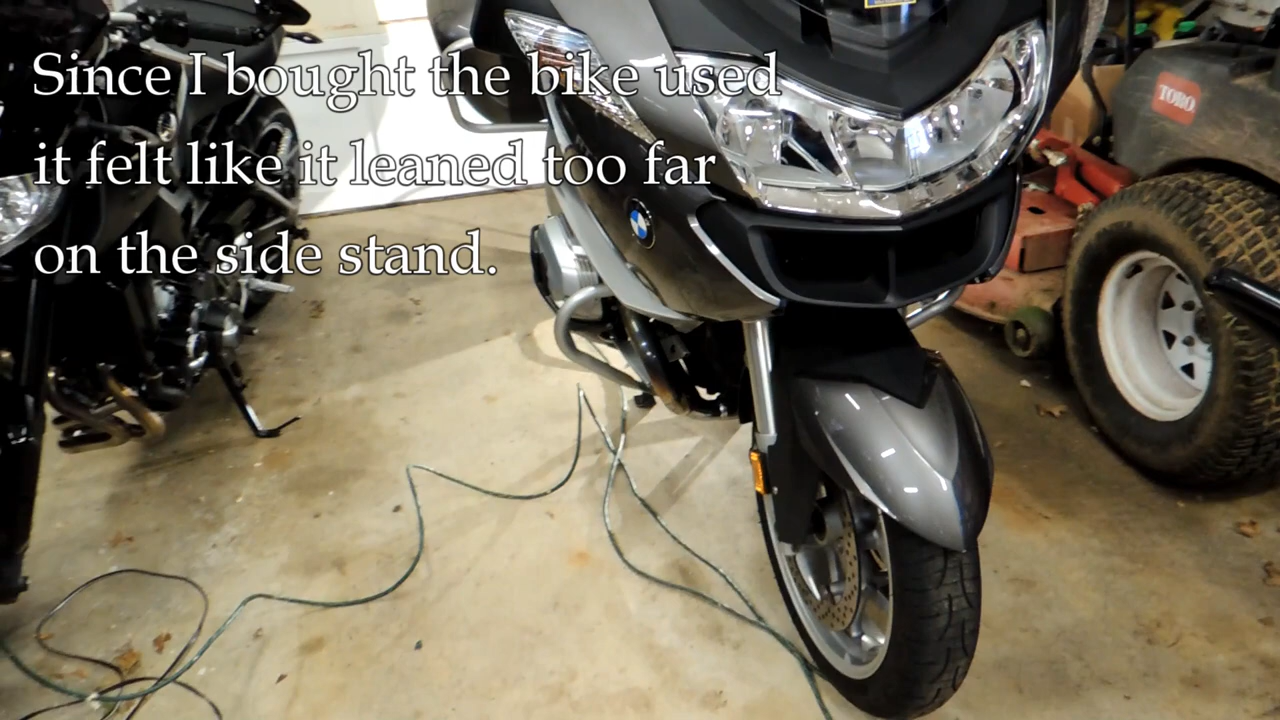 Since I bought the bike used
it felt like it leaned too far
on the side stand.
TORO